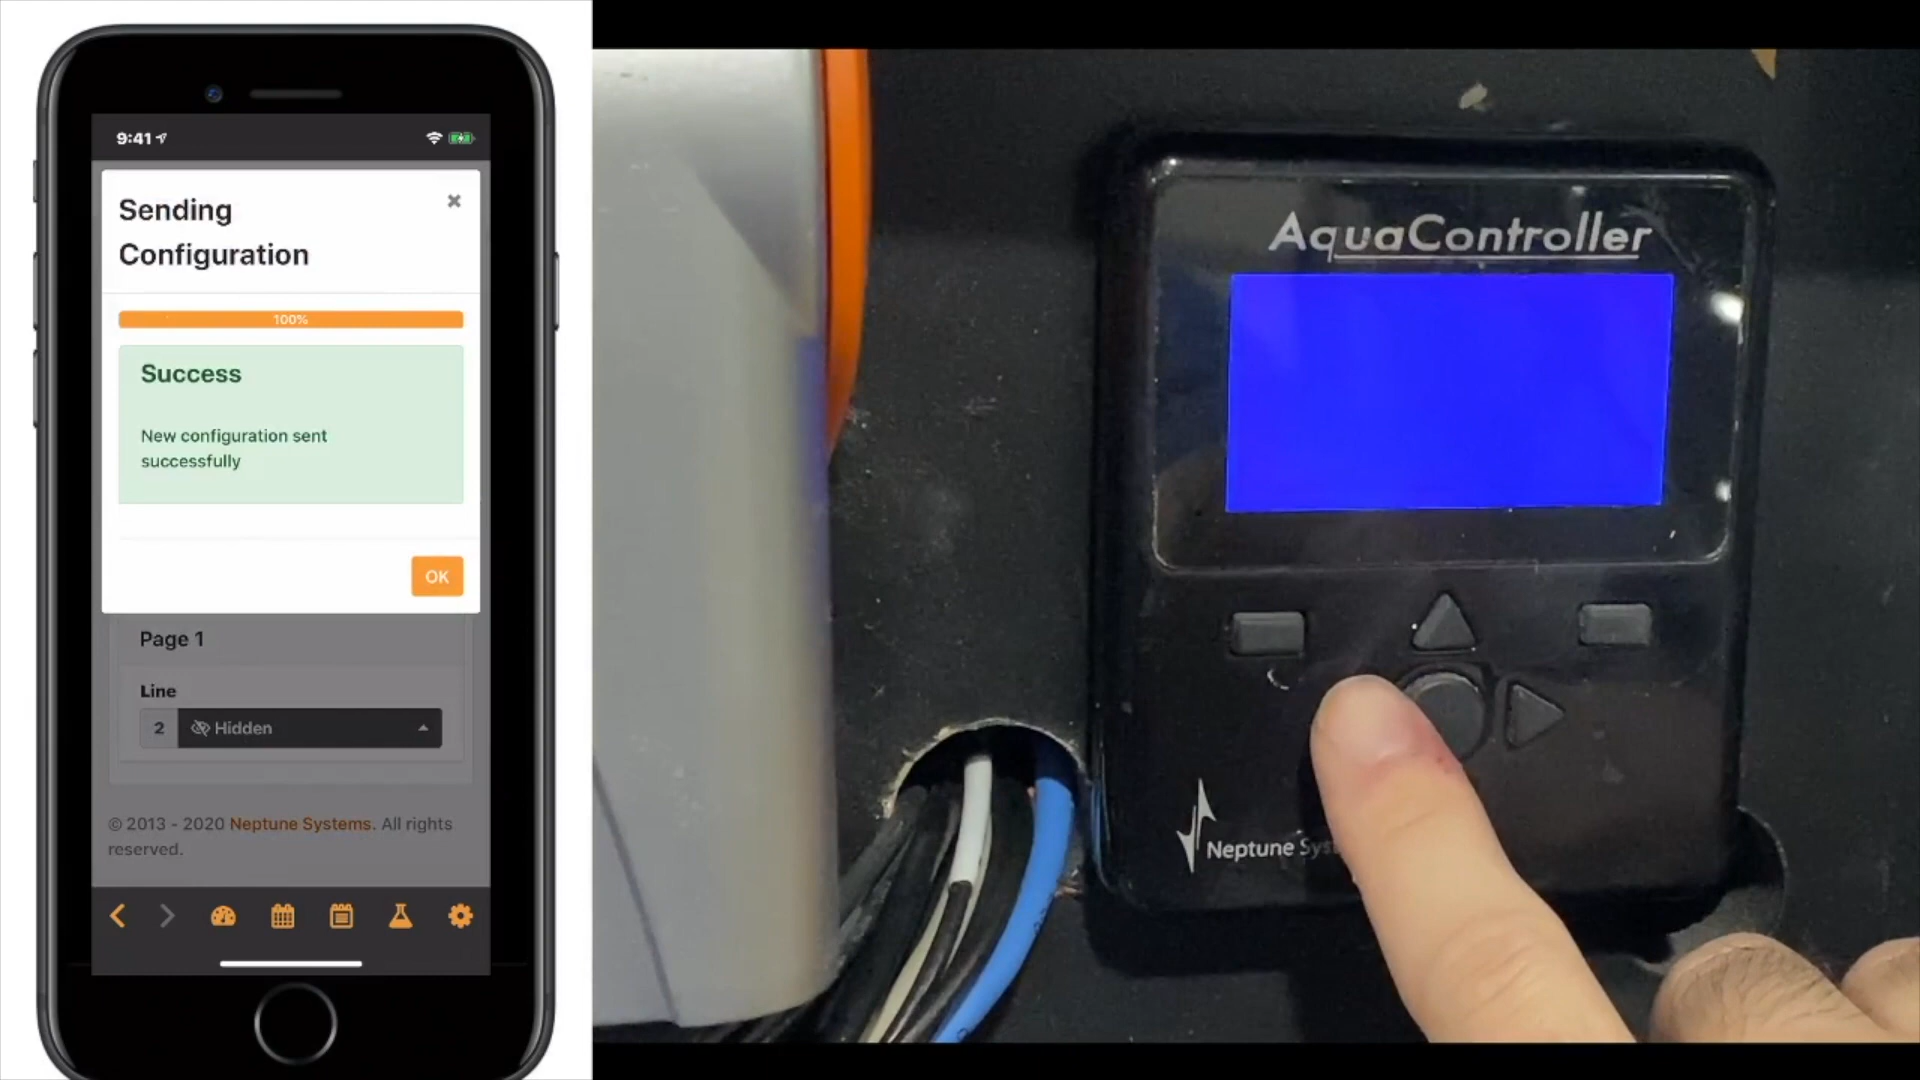 9:41
Sending
Configuration
100%
Success
New configuration sent
successfully
OK
Page 1
Line
2 Hidden
© 2013 - 2020 Neptune Systems. All rights
reserved.
AquaController
Neptune Syst